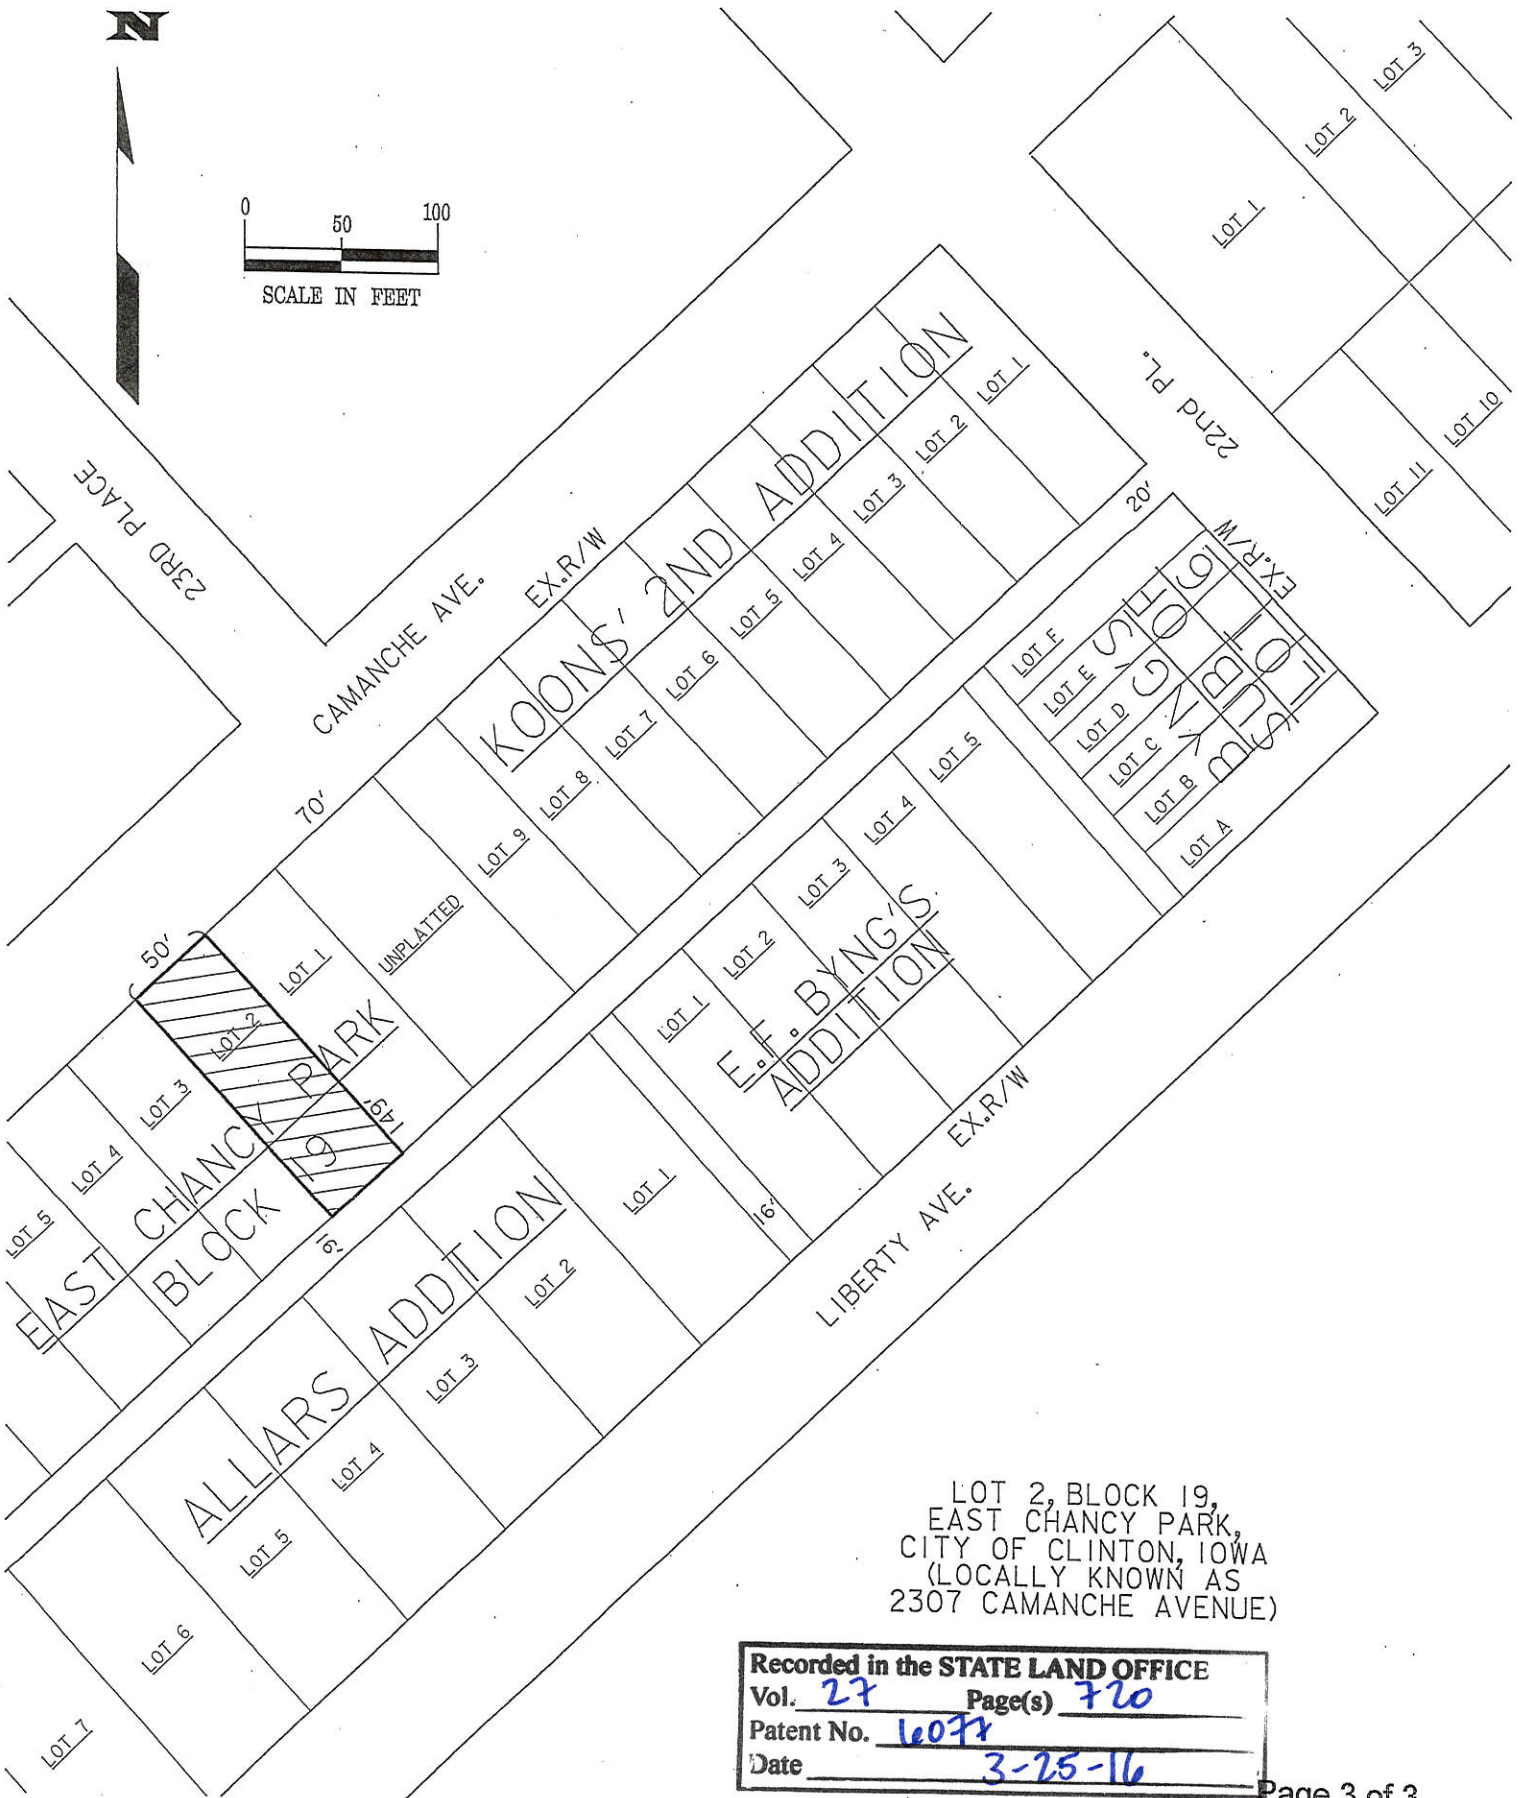 N
0
50
100
SCALE IN FEET
LOT 3
LOT 2
LOT 1
LOT 10
LOT 11
22nd PL.
23RD PLACE
CAMANCHE AVE.
EX.R/W
70'
KOONS' 2ND ADDITION
LOT 1
LOT 2
LOT 3
LOT 4
LOT 5
LOT 6
LOT 7
LOT 8
LOT 9
UNPLATTED
20'
EX.R/W
BYNG'S
SUB OF
LOT 6
LOT F
LOT E
LOT D
LOT C
LOT B
LOT A
50'
149'
EAST CHANCY PARK
BLOCK 19
LOT 1
LOT 2
LOT 3
LOT 4
LOT 5
16'
E.F. BYNG'S
ADDITION
LOT 1
LOT 2
LOT 3
LOT 4
LOT 5
EX.R/W
16'
LIBERTY AVE.
ALLARS ADDITION
LOT 1
LOT 2
LOT 3
LOT 4
LOT 5
LOT 6
LOT 7
LOT 2, BLOCK 19,
EAST CHANCY PARK,
CITY OF CLINTON, IOWA
(LOCALLY KNOWN AS
2307 CAMANCHE AVENUE)
Recorded in the STATE LAND OFFICE
Vol. 27 Page(s) 720
Patent No.
Date 3-25-16
Page 3 of 3